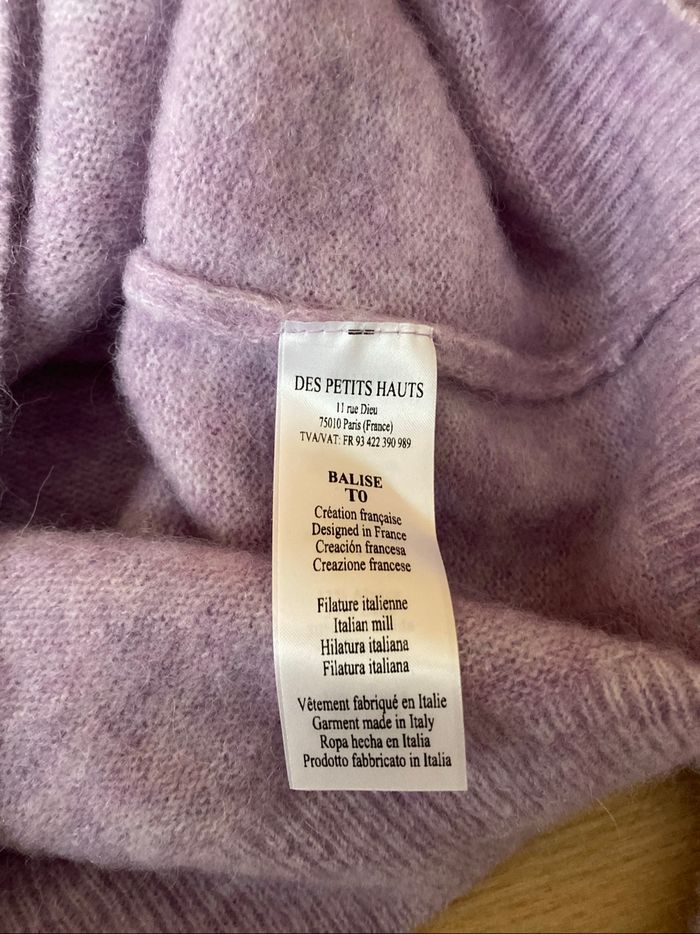 DES PETITS HAUTS
11 rue Dieu
75010 Paris (France)
TVA/VAT: FR 93 422 390 989
BALISE
T0
Création française
Designed in France
Creación francesa
Creazione francese
Filature italienne
Italian mill
Hilatura italiana
Filatura italiana
Vêtement fabriqué en Italie
Garment made in Italy
Ropa hecha en Italia
Prodotto fabbricato in Italia